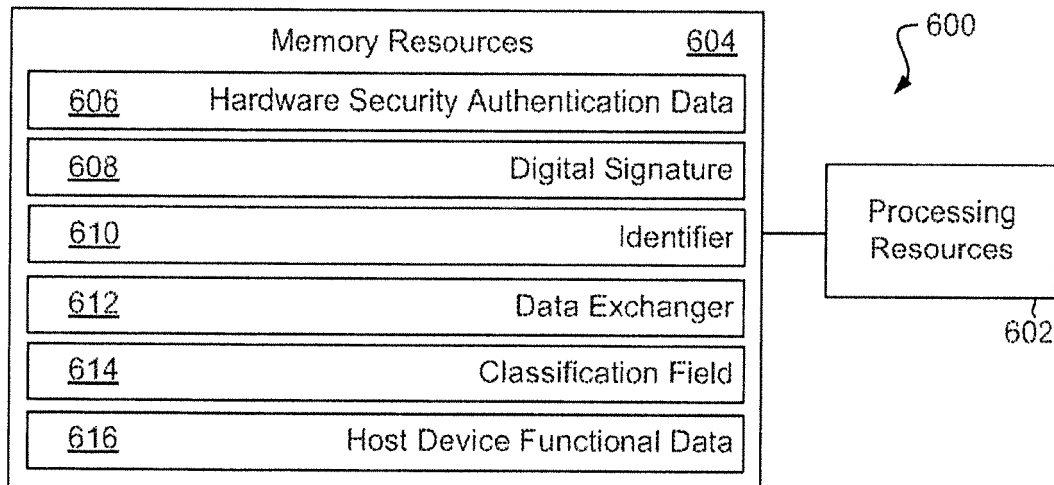 Memory Resources 604
600
606 Hardware Security Authentication Data
608 Digital Signature
610 Identifier
612 Data Exchanger
614 Classification Field
616 Host Device Functional Data
Processing
Resources
602